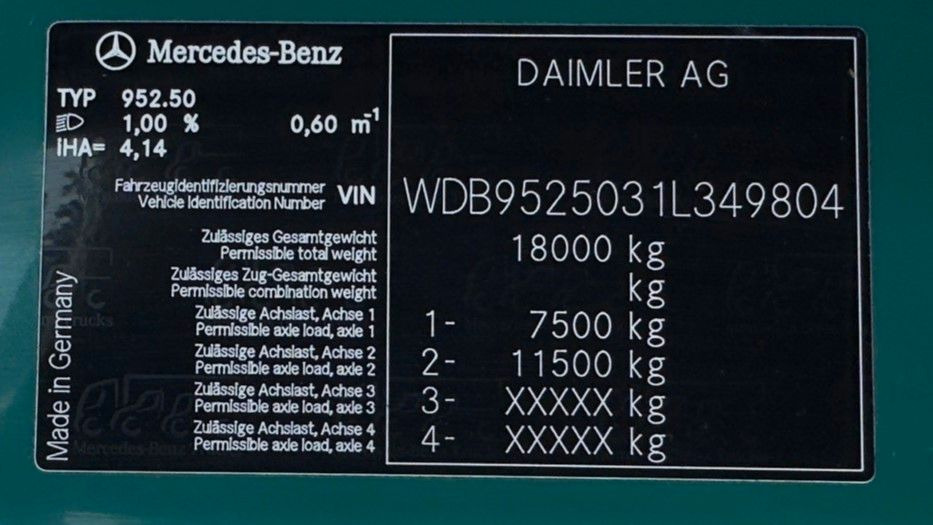 Mercedes-Benz
DAIMLER AG
TYP 952.50
1,00 % 0,60 m⁻¹
iHA= 4,14
Fahrzeugidentifizierungsnummer
Vehicle Identification Number
VIN WDB9525031L349804
Zulässiges Gesamtgewicht
Permissible total weight
18000 kg
Zulässiges Zug-Gesamtgewicht
Permissible combination weight
kg
Zulässige Achslast, Achse 1
Permissible axle load, axle 1
1- 7500 kg
Zulässige Achslast, Achse 2
Permissible axle load, axle 2
2- 11500 kg
Zulässige Achslast, Achse 3
Permissible axle load, axle 3
3- XXXXX kg
Zulässige Achslast, Achse 4
Permissible axle load, axle 4
4- XXXXX kg
Made in Germany